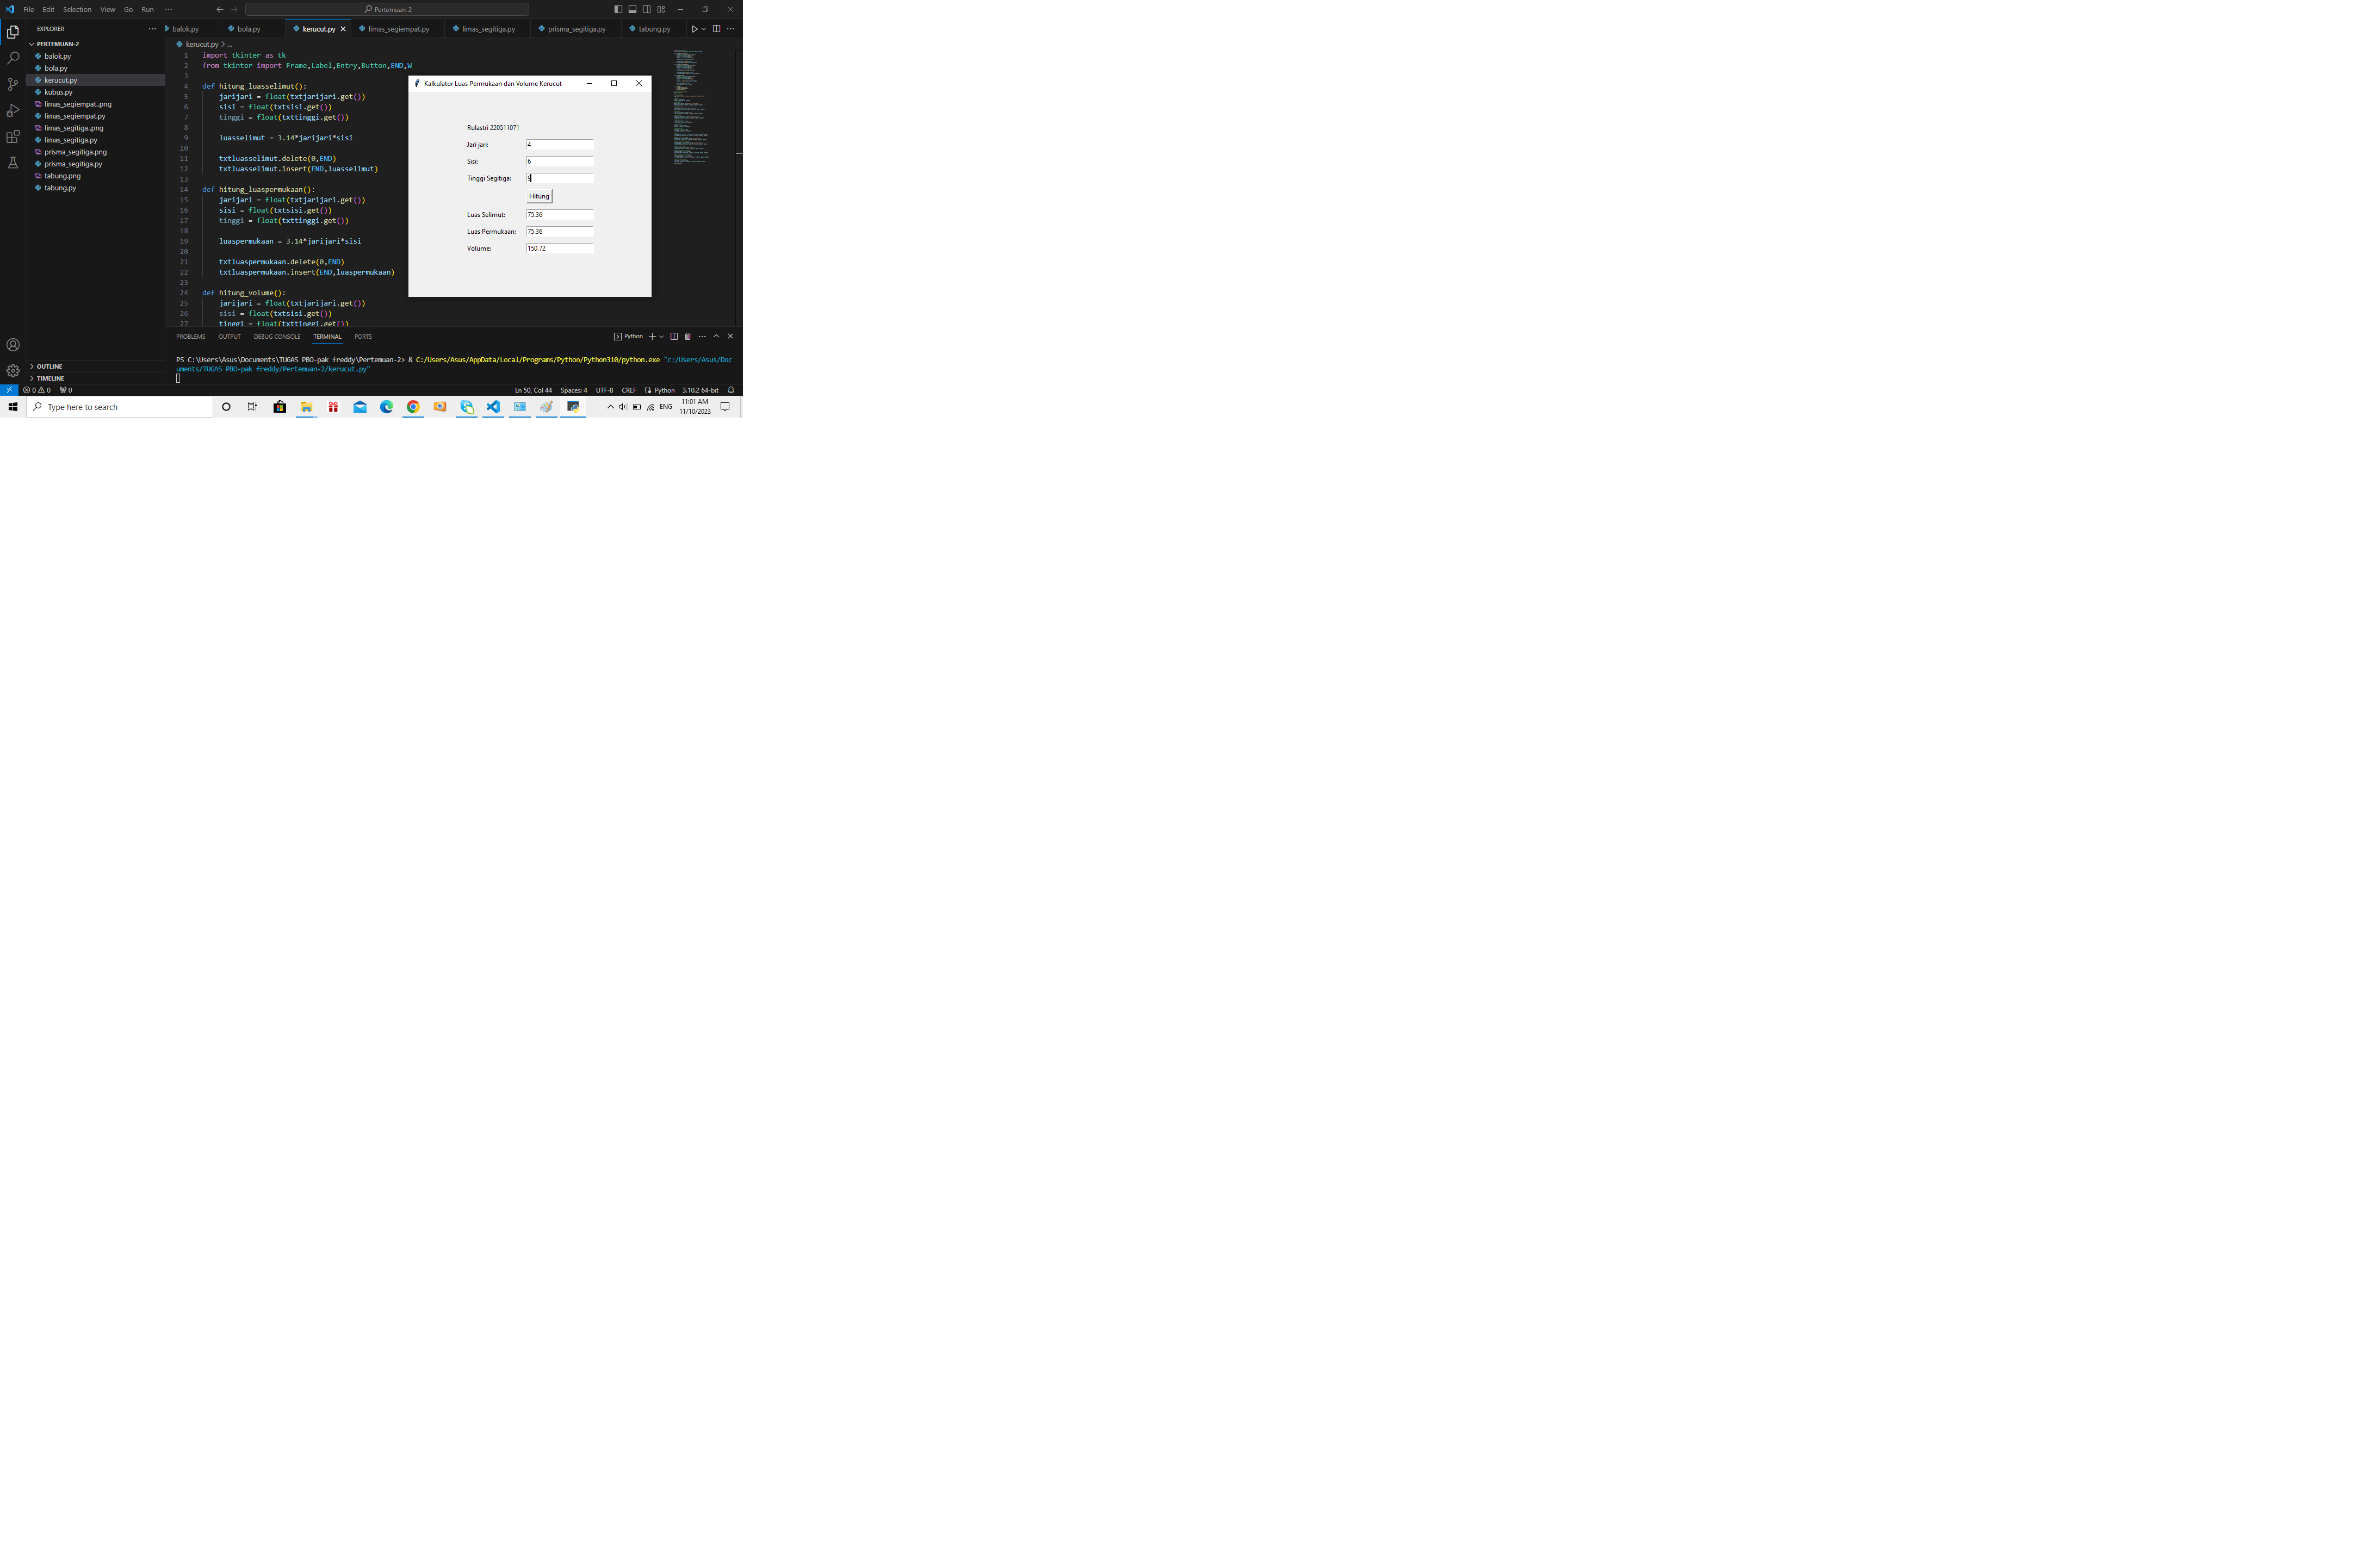 File Edit Selection View Go Run ···
Pertemuan-2
EXPLORER
PERTEMUAN-2
balok.py
bola.py
kerucut.py
kubus.py
limas_segiempat..png
limas_segiempat.py
limas_segitiga..png
limas_segitiga.py
prisma_segitiga.png
prisma_segitiga.py
tabung.png
tabung.py
OUTLINE
TIMELINE
balok.py bola.py kerucut.py limas_segiempat.py limas_segitiga.py prisma_segitiga.py tabung.py
kerucut.py > ...
1 import tkinter as tk
2 from tkinter import Frame,Label,Entry,Button,END,W
3
4 def hitung_luasselimut():
5 jarijari = float(txtjarijari.get())
6 sisi = float(txtsisi.get())
7 tinggi = float(txttinggi.get())
8
9 luasselimut = 3.14*jarijari*sisi
10
11 txtluasselimut.delete(0,END)
12 txtluasselimut.insert(END,luasselimut)
13
14 def hitung_luaspermukaan():
15 jarijari = float(txtjarijari.get())
16 sisi = float(txtsisi.get())
17 tinggi = float(txttinggi.get())
18
19 luaspermukaan = 3.14*jarijari*sisi
20
21 txtluaspermukaan.delete(0,END)
22 txtluaspermukaan.insert(END,luaspermukaan)
23
24 def hitung_volume():
25 jarijari = float(txtjarijari.get())
26 sisi = float(txtsisi.get())
27 tinggi = float(txttinggi.get())
Kalkulator Luas Permukaan dan Volume Kerucut
Rulastri 220511071
Jari jari: 4
Sisi: 6
Tinggi Segitiga:
Hitung
Luas Selimut: 75.36
Luas Permukaan: 75.36
Volume: 150.72
PROBLEMS OUTPUT DEBUG CONSOLE TERMINAL PORTS
Python
PS C:\Users\Asus\Documents\TUGAS PBO-pak freddy\Pertemuan-2> & C:/Users/Asus/AppData/Local/Programs/Python/Python310/python.exe "c:/Users/Asus/Doc
uments/TUGAS PBO-pak freddy/Pertemuan-2/kerucut.py"
0 0 0 Ln 50, Col 44 Spaces: 4 UTF-8 CRLF Python 3.10.2 64-bit
Type here to search
ENG
11:01 AM
11/10/2023